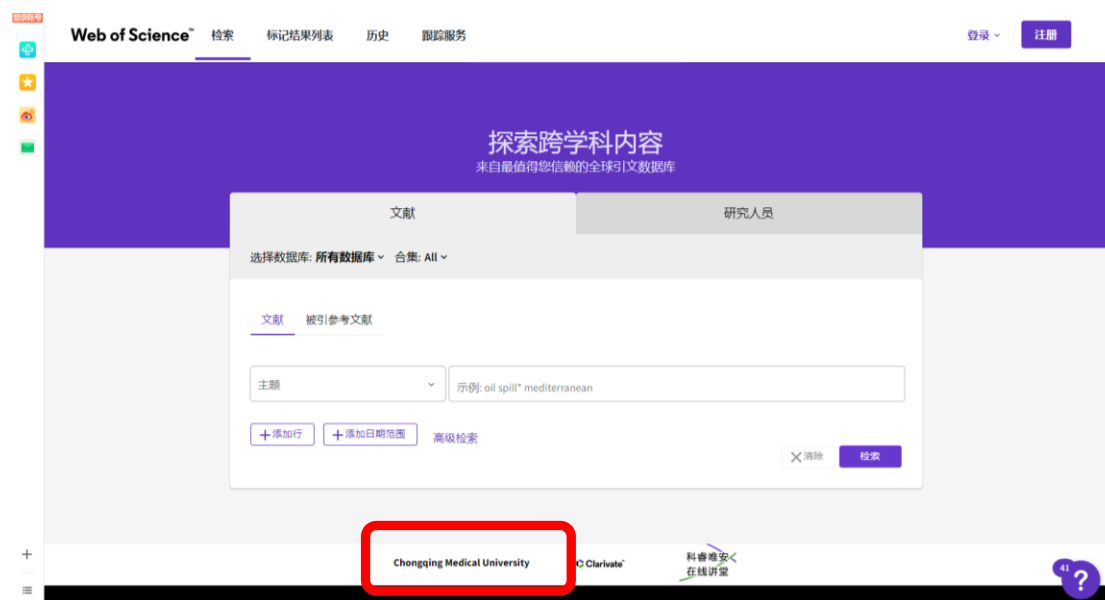 登录账号
Web of Science™ 检索 标记结果列表 历史 跟踪服务 登录 注册
探索跨学科内容
来自最值得您信赖的全球引文数据库
文献 研究人员
选择数据库: 所有数据库 合集: All
文献 被引参考文献
主题 示例: oil spill* mediterranean
+添加行 +添加日期范围 高级检索
×清除 检索
Chongqing Medical University Clarivate™ 科睿唯安
在线讲堂
41
?